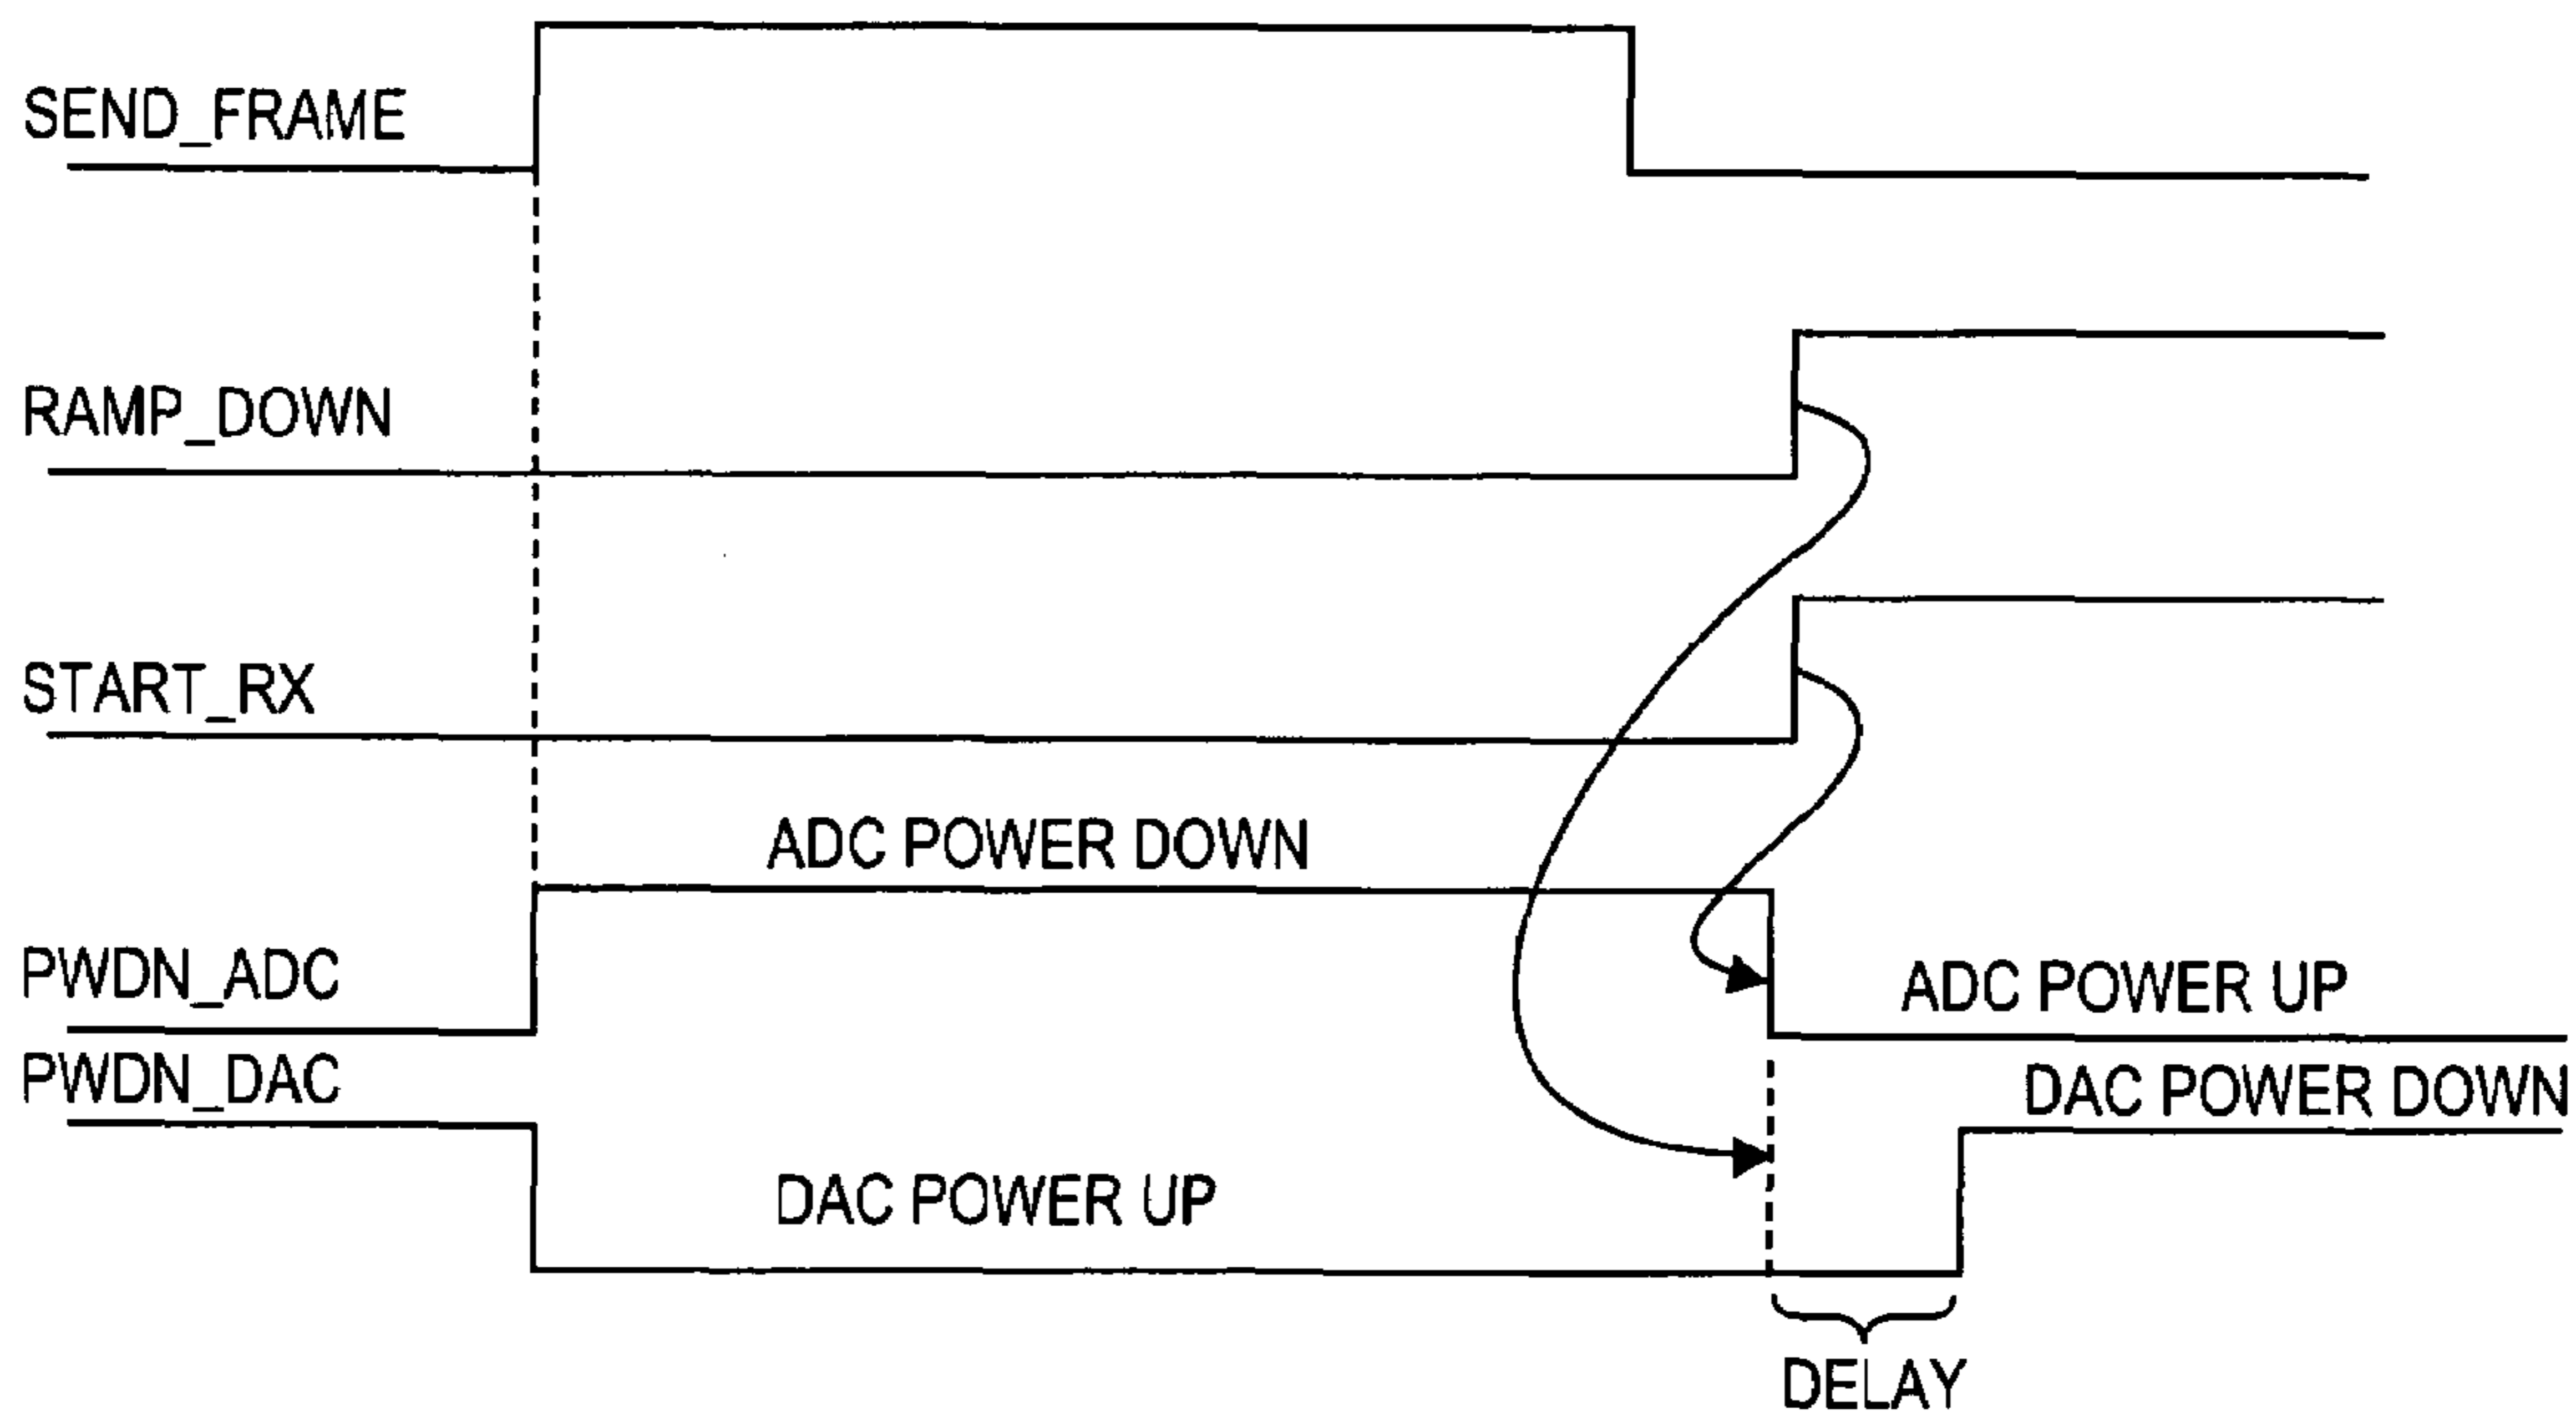 SEND_FRAME
RAMP_DOWN
START_RX
ADC POWER DOWN
PWDN_ADC
ADC POWER UP
PWDN_DAC
DAC POWER DOWN
DAC POWER UP
DELAY